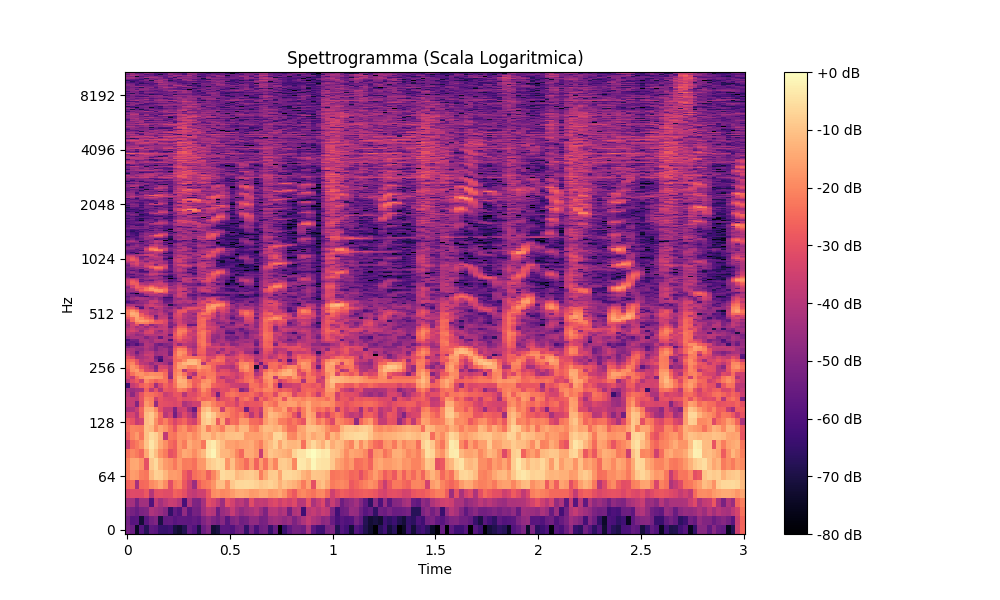 Spettrogramma (Scala Logaritmica)
Hz
8192
4096
2048
1024
512
256
128
64
0
0
0.5
1
1.5
2
2.5
3
Time
+0 dB
-10 dB
-20 dB
-30 dB
-40 dB
-50 dB
-60 dB
-70 dB
-80 dB